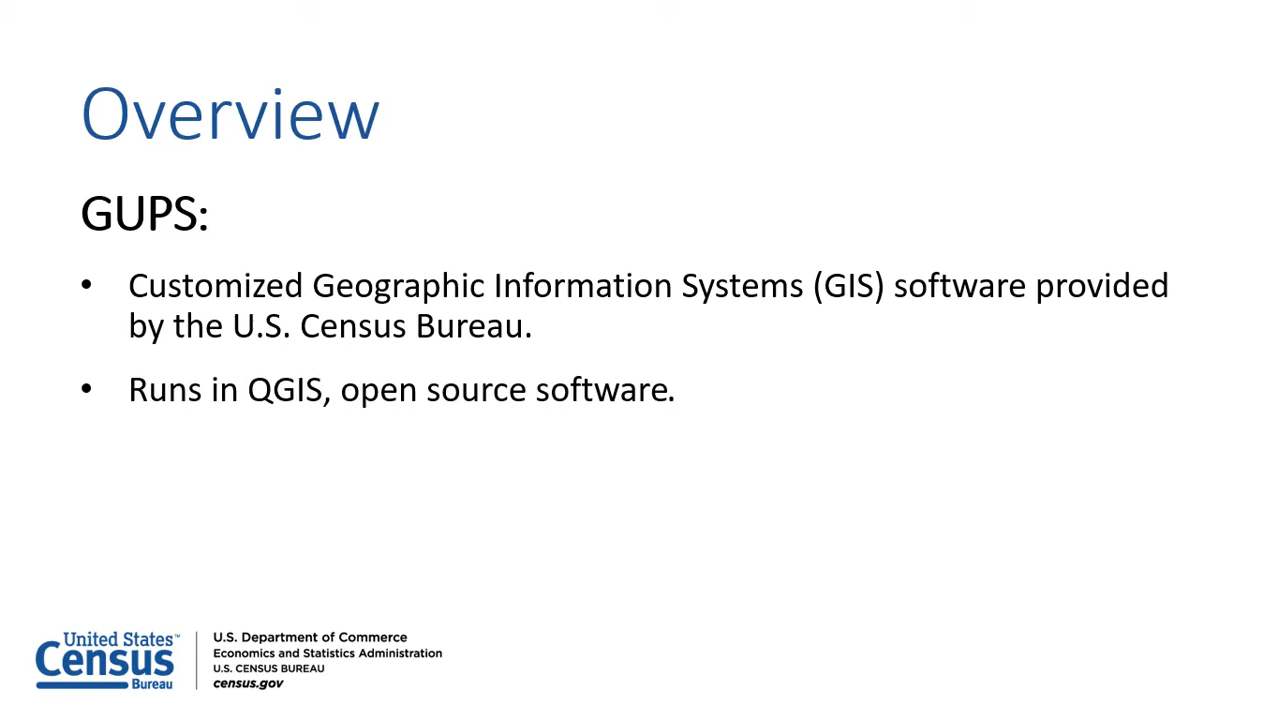 Overview
GUPS:
• Customized Geographic Information Systems (GIS) software provided
by the U.S. Census Bureau.
• Runs in QGIS, open source software.
United States™
Census
Bureau
U.S. Department of Commerce
Economics and Statistics Administration
U.S. CENSUS BUREAU
census.gov